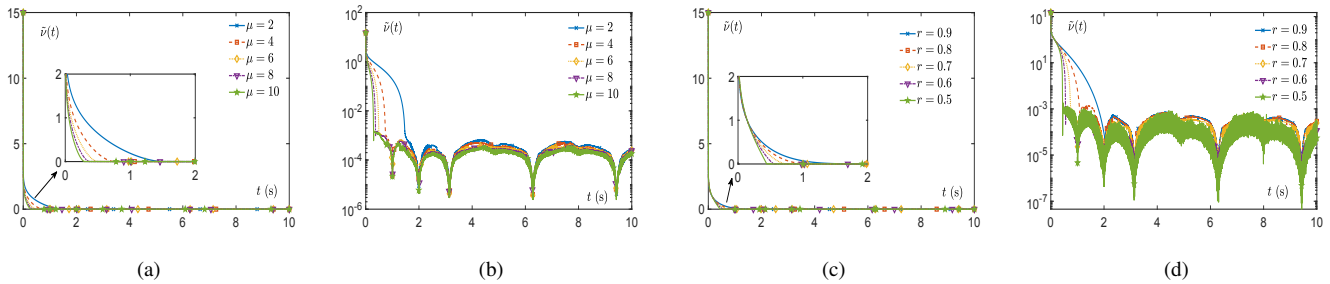 15
10
5
0
ν̃(t)
μ = 2
μ = 4
μ = 6
μ = 8
μ = 10
2
1
0
0 1 2
t (s)
0 2 4 6 8 10
(a)
10^2
10^0
10^-2
10^-4
10^-6
ν̃(t)
μ = 2
μ = 4
μ = 6
μ = 8
μ = 10
t (s)
0 2 4 6 8 10
(b)
15
10
5
0
ν̃(t)
r = 0.9
r = 0.8
r = 0.7
r = 0.6
r = 0.5
2
1
0
0 1 2
t (s)
0 2 4 6 8 10
(c)
10^1
10^-1
10^-3
10^-5
10^-7
ν̃(t)
r = 0.9
r = 0.8
r = 0.7
r = 0.6
r = 0.5
t (s)
0 2 4 6 8 10
(d)